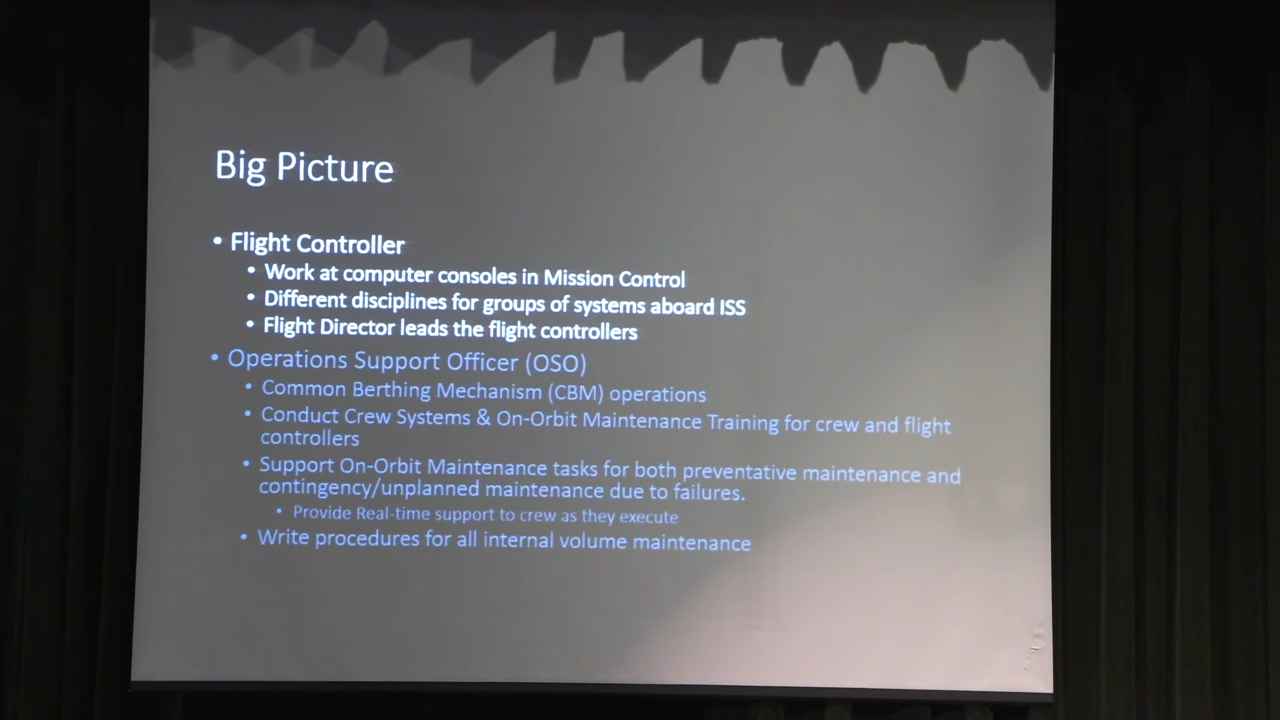 Big Picture
• Flight Controller
• Work at computer consoles in Mission Control
• Different disciplines for groups of systems aboard ISS
• Flight Director leads the flight controllers
• Operations Support Officer (OSO)
• Common Berthing Mechanism (CBM) operations
• Conduct Crew Systems & On-Orbit Maintenance Training for crew and flight
controllers
• Support On-Orbit Maintenance tasks for both preventative maintenance and
contingency/unplanned maintenance due to failures.
• Provide Real-time support to crew as they execute
• Write procedures for all internal volume maintenance